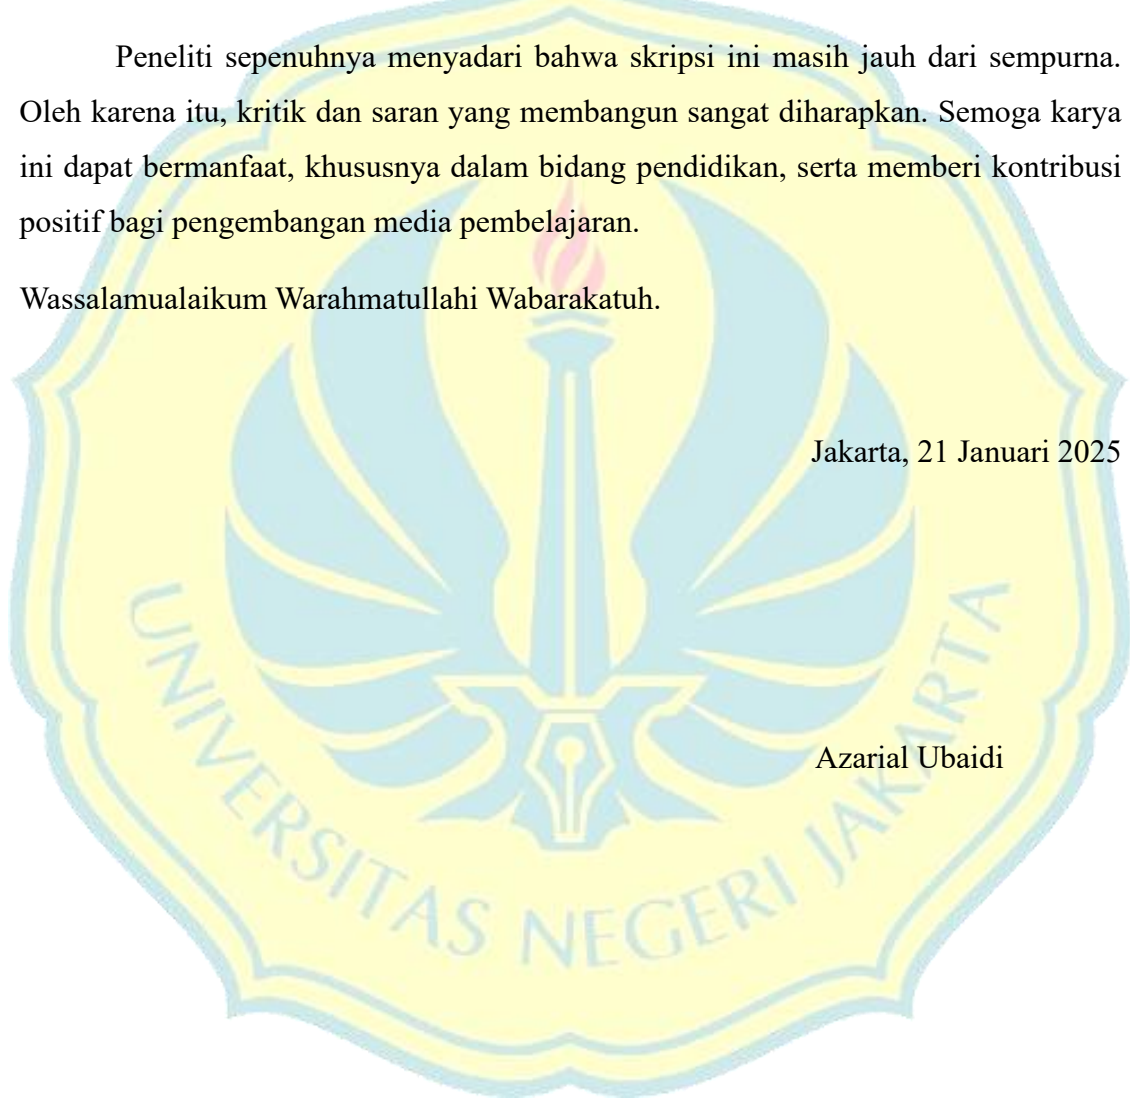 Peneliti sepenuhnya menyadari bahwa skripsi ini masih jauh dari sempurna.
Oleh karena itu, kritik dan saran yang membangun sangat diharapkan. Semoga karya
ini dapat bermanfaat, khususnya dalam bidang pendidikan, serta memberi kontribusi
positif bagi pengembangan media pembelajaran.
Wassalamualaikum Warahmatullahi Wabarakatuh.
Jakarta, 21 Januari 2025
Azarial Ubaidi
UNIVERSITAS NEGERI JAKARTA